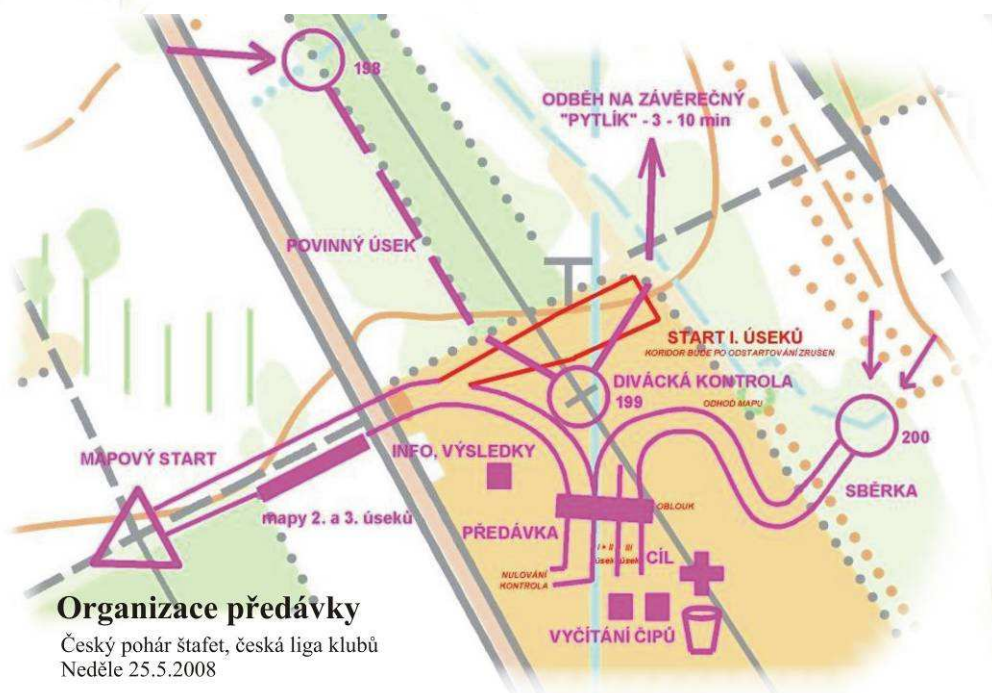 198
ODBĚH NA ZÁVĚREČNÝ
"PYTLÍK" - 3 - 10 min
POVINNÝ ÚSEK
START I. ÚSEKŮ
KORIDOR BUDE PO ODSTARTOVÁNÍ ZRUŠEN
DIVÁCKÁ KONTROLA
199
ODHOĎ MAPU
200
SBĚRKA
MAPOVÝ START
INFO, VÝSLEDKY
mapy 2. a 3. úseků
PŘEDÁVKA
OBLOUK
I + II
úsek
III
úsek
CÍL
NULOVÁNÍ
KONTROLA
VYČÍTÁNÍ ČIPŮ
Organizace předávky
Český pohár štafet, česká liga klubů
Neděle 25.5.2008